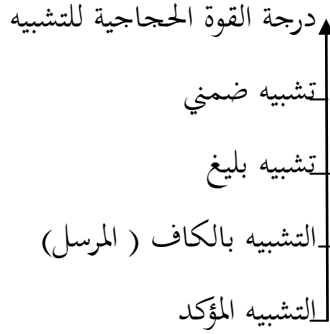 درجة القوة الحجاجية للتشبيه
تشبيه ضمني
تشبيه بليغ
التشبيه بالكاف ( المرسل)
التشبيه المؤكد